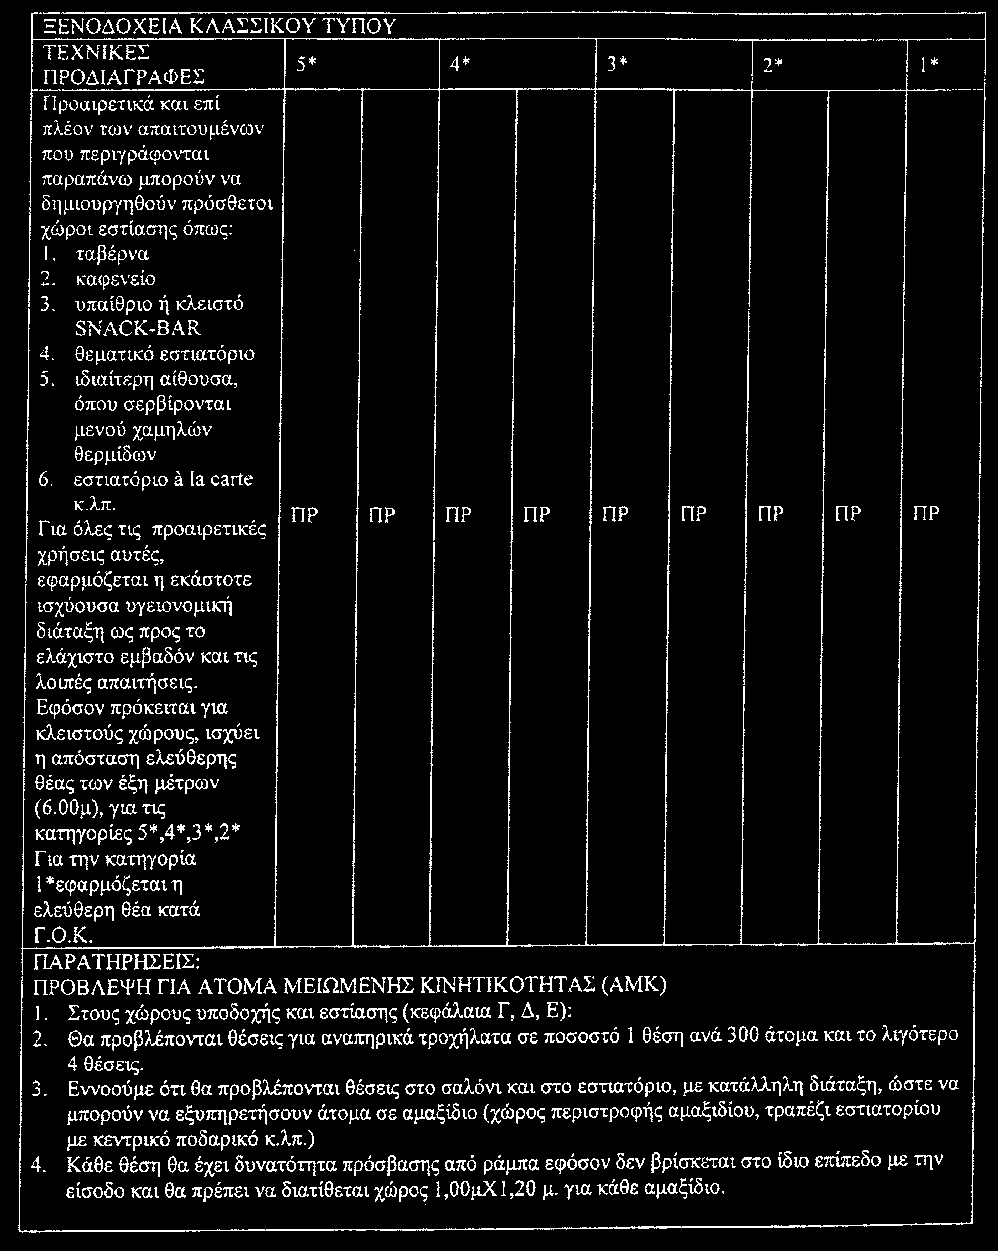 ΞΕΝΟΔΟΧΕΙΑ ΚΛΑΣΣΙΚΟΥ ΤΥΠΟΥ
ΤΕΧΝΙΚΕΣ
ΠΡΟΔΙΑΓΡΑΦΕΣ
5* 4* 3* 2* 1*
Προαιρετικά και επί
πλέον των απαιτουμένων
που περιγράφονται
παραπάνω μπορούν να
δημιουργηθούν πρόσθετοι
χώροι εστίασης όπως:
1. ταβέρνα
2. καφενείο
3. υπαίθριο ή κλειστό
SNACK-BAR
4. θεματικό εστιατόριο
5. ιδιαίτερη αίθουσα,
όπου σερβίρονται
μενού χαμηλών
θερμίδων
6. εστιατόριο à la carte
κ.λπ.
Για όλες τις προαιρετικές
χρήσεις αυτές,
εφαρμόζεται η εκάστοτε
ισχύουσα υγειονομική
διάταξη ως προς το
ελάχιστο εμβαδόν και τις
λοιπές απαιτήσεις.
Εφόσον πρόκειται για
κλειστούς χώρους, ισχύει
η απόσταση ελεύθερης
θέας των έξη μέτρων
(6.00μ), για τις
κατηγορίες 5*,4*,3*,2*
Για την κατηγορία
1*εφαρμόζεται η
ελεύθερη θέα κατά
Γ.Ο.Κ.
ΠΡ ΠΡ ΠΡ ΠΡ ΠΡ ΠΡ ΠΡ ΠΡ ΠΡ
ΠΑΡΑΤΗΡΗΣΕΙΣ:
ΠΡΟΒΛΕΨΗ ΓΙΑ ΑΤΟΜΑ ΜΕΙΩΜΕΝΗΣ ΚΙΝΗΤΙΚΟΤΗΤΑΣ (ΑΜΚ)
1. Στους χώρους υποδοχής και εστίασης (κεφάλαια Γ, Δ, Ε):
2. Θα προβλέπονται θέσεις για αναπηρικά τροχήλατα σε ποσοστό 1 θέση ανά 300 άτομα και το λιγότερο
4 θέσεις.
3. Εννοούμε ότι θα προβλέπονται θέσεις στο σαλόνι και στο εστιατόριο, με κατάλληλη διάταξη, ώστε να
μπορούν να εξυπηρετήσουν άτομα σε αμαξίδιο (χώρος περιστροφής αμαξιδίου, τραπέζι εστιατορίου
με κεντρικό ποδαρικό κ.λπ.)
4. Κάθε θέση θα έχει δυνατότητα πρόσβασης από ράμπα εφόσον δεν βρίσκεται στο ίδιο επίπεδο με την
είσοδο και θα πρέπει να διατίθεται χώρος 1,00μΧ1,20 μ. για κάθε αμαξίδιο.